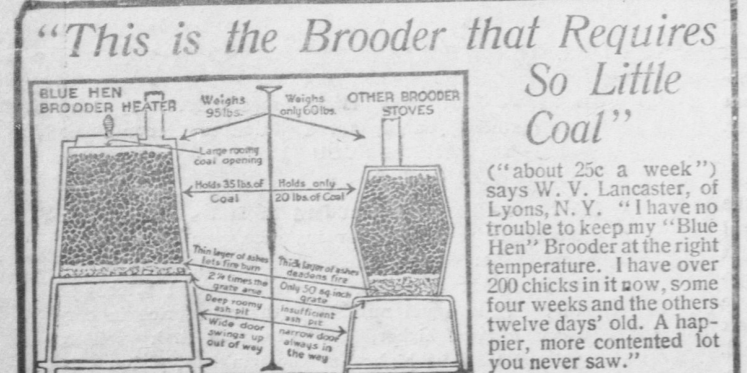 "This is the Brooder that Requires
So Little
Coal"
BLUE HEN
BROODER HEATER
Weighs
95 lbs.
Weighs
only 60 lbs.
OTHER BROODER
STOVES
Large roomy
coal opening
Holds 35 lbs. of
Coal
Holds only
20 lbs. of Coal
Thin layer of ashes
lets fire burn
Thick layer of ashes
deadens fire
2¼ times the
grate area
Only 50 sq. inch
grate
Deep roomy
ash pit
insufficient
ash pit
Wide door
swings up
out of way
narrow door
always in
the way
("about 25c a week")
says W. V. Lancaster, of
Lyons, N. Y. "I have no
trouble to keep my "Blue
Hen" Brooder at the right
temperature. I have over
200 chicks in it now, some
four weeks and the others
twelve days' old. A hap-
pier, more contented lot
you never saw."